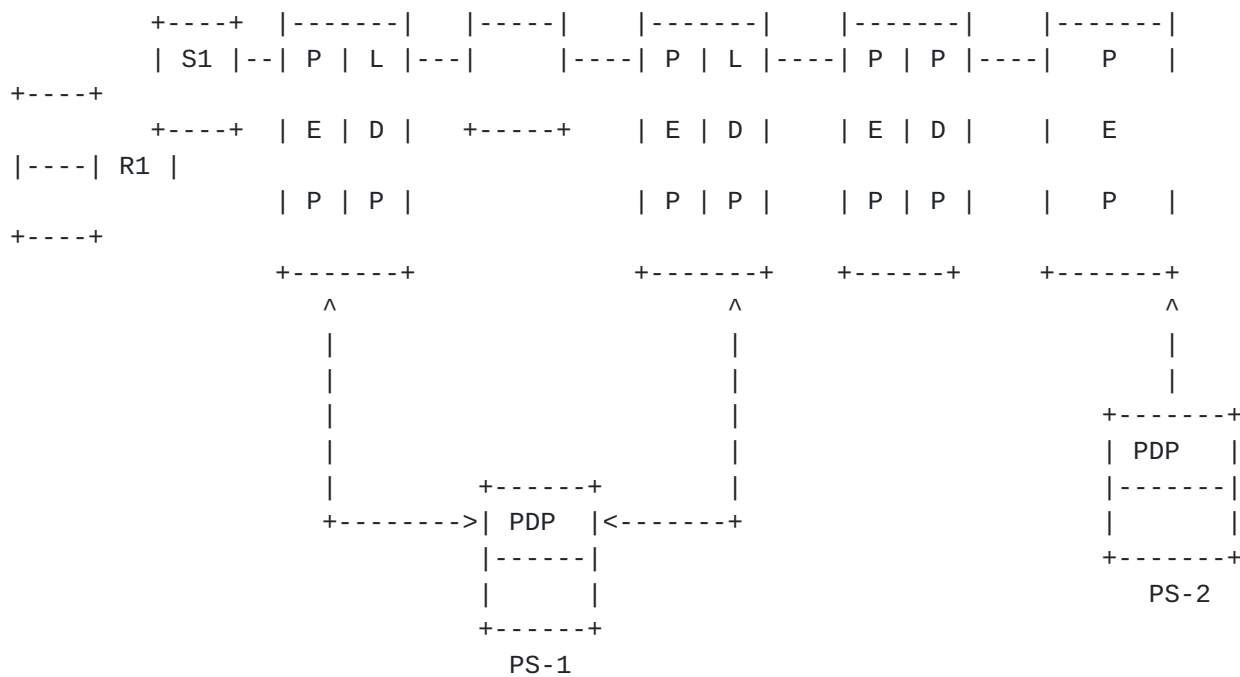 +----+  |-------|   |-----|    |-------|    |-------|    |-------|
| S1 |--| P | L |---|     |----| P | L |----| P | P |----|   P   |
+----+
+----+  | E | D |   +-----+    | E | D |    | E | D |    |   E
|----| R1 |
| P | P |              | P | P |    | P | P |    |   P   |
+----+
+-------+              +-------+    +------+     +-------+
^                         ^                          ^
|                         |                          |
|                         |                          |
|                         |                      +-------+
|                         |                      | PDP   |
|         +------+        |                      |-------|
+-------->| PDP  |<-------+                      |       |
|------|                                +-------+
|      |                                  PS-2
+------+
PS-1